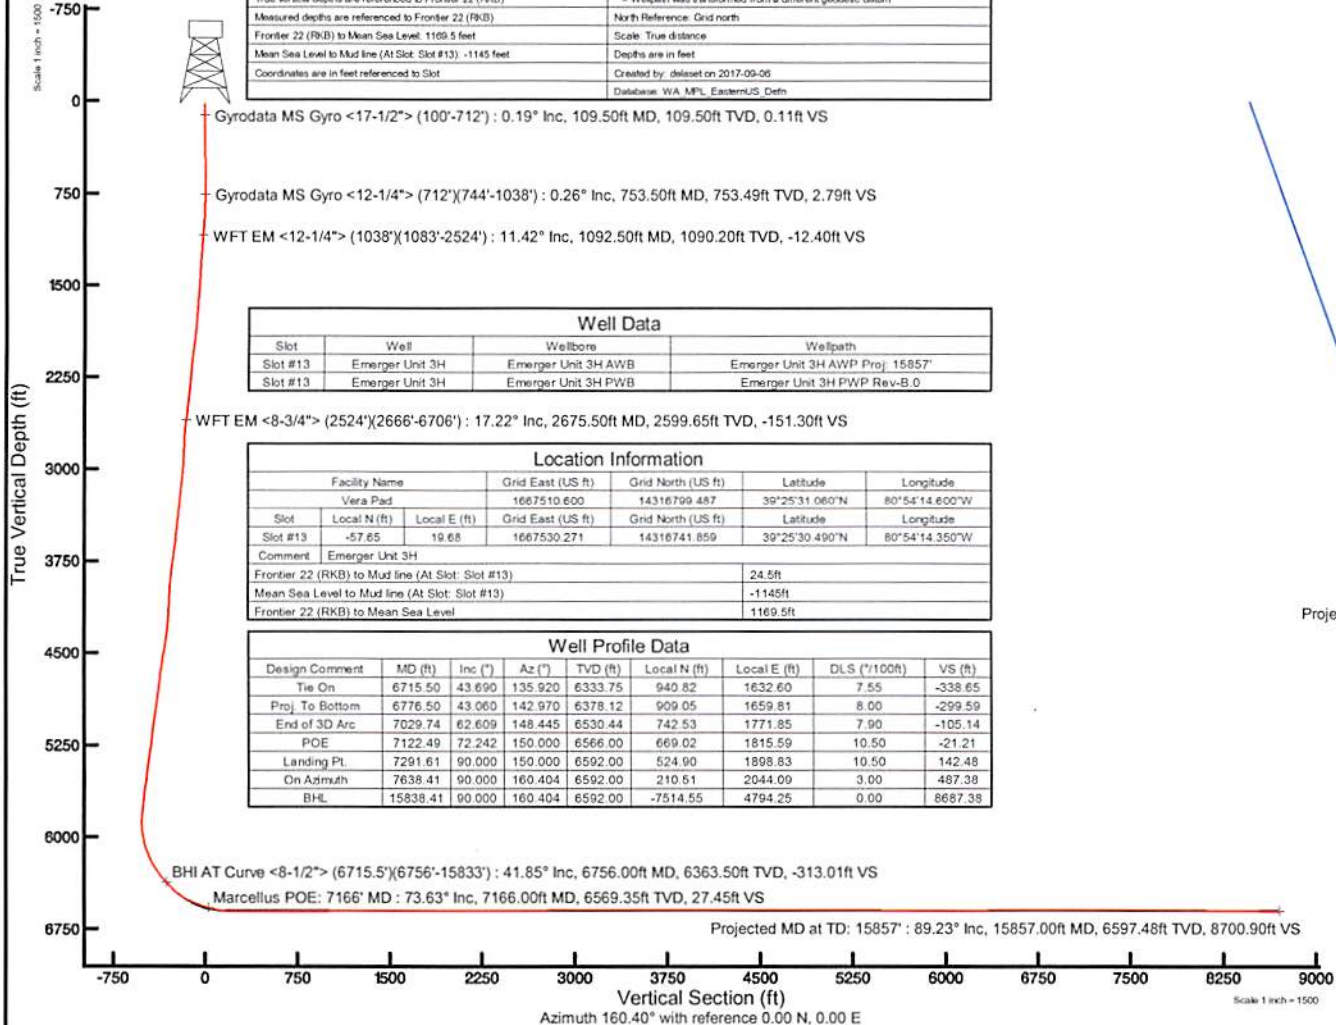 True vertical depths are referenced to Frontier 22 (RKB)
Measured depths are referenced to Frontier 22 (RKB) North Reference: Grid north
Frontier 22 (RKB) to Mean Sea Level: 1169.5 feet Scale: True distance
Mean Sea Level to Mud line (At Slot: Slot #13): -1145 feet Depths are in feet
Coordinates are in feet referenced to Slot Created by: delaset on 2017-09-06
Database: WA_MPL_EasternUS_Defn
Scale 1 inch = 1500
-750
0
750
1500
2250
3000
3750
4500
5250
6000
6750
True Vertical Depth (ft)
Gyrodata MS Gyro <17-1/2"> (100'-712') : 0.19° Inc, 109.50ft MD, 109.50ft TVD, 0.11ft VS
Gyrodata MS Gyro <12-1/4"> (712')(744'-1038') : 0.26° Inc, 753.50ft MD, 753.49ft TVD, 2.79ft VS
WFT EM <12-1/4"> (1038')(1083'-2524') : 11.42° Inc, 1092.50ft MD, 1090.20ft TVD, -12.40ft VS
Well Data
Slot Well Wellbore Wellpath
Slot #13 Emerger Unit 3H Emerger Unit 3H AWB Emerger Unit 3H AWP Proj: 15857'
Slot #13 Emerger Unit 3H Emerger Unit 3H PWB Emerger Unit 3H PWP Rev-B.0
WFT EM <8-3/4"> (2524')(2666'-6706') : 17.22° Inc, 2675.50ft MD, 2599.65ft TVD, -151.30ft VS
Location Information
Facility Name Grid East (US ft) Grid North (US ft) Latitude Longitude
Vera Pad 1667510.600 14316799.487 39°25'31.060"N 80°54'14.600"W
Slot Local N (ft) Local E (ft) Grid East (US ft) Grid North (US ft) Latitude Longitude
Slot #13 -57.65 19.68 1667530.271 14316741.859 39°25'30.490"N 80°54'14.350"W
Comment Emerger Unit 3H
Frontier 22 (RKB) to Mud line (At Slot: Slot #13) 24.5ft
Mean Sea Level to Mud line (At Slot: Slot #13) -1145ft
Frontier 22 (RKB) to Mean Sea Level 1169.5ft
Proje
Well Profile Data
Design Comment MD (ft) Inc (°) Az (°) TVD (ft) Local N (ft) Local E (ft) DLS (°/100ft) VS (ft)
Tie On 6715.50 43.690 135.920 6333.75 940.82 1632.60 7.55 -338.65
Proj. To Bottom 6776.50 43.060 142.970 6378.12 909.05 1659.81 8.00 -299.59
End of 3D Arc 7029.74 62.609 148.445 6530.44 742.53 1771.85 7.90 -105.14
POE 7122.49 72.242 150.000 6566.00 669.02 1815.59 10.50 -21.21
Landing Pt. 7291.61 90.000 150.000 6592.00 524.90 1898.83 10.50 142.48
On Azimuth 7638.41 90.000 160.404 6592.00 210.51 2044.09 3.00 487.38
BHL 15838.41 90.000 160.404 6592.00 -7514.55 4794.25 0.00 8687.38
BHI AT Curve <8-1/2"> (6715.5')(6756'-15833') : 41.85° Inc, 6756.00ft MD, 6363.50ft TVD, -313.01ft VS
Marcellus POE: 7166' MD : 73.63° Inc, 7166.00ft MD, 6569.35ft TVD, 27.45ft VS
Projected MD at TD: 15857' : 89.23° Inc, 15857.00ft MD, 6597.48ft TVD, 8700.90ft VS
-750 0 750 1500 2250 3000 3750 4500 5250 6000 6750 7500 8250 9000
Vertical Section (ft)
Scale 1 inch = 1500
Azimuth 160.40° with reference 0.00 N, 0.00 E